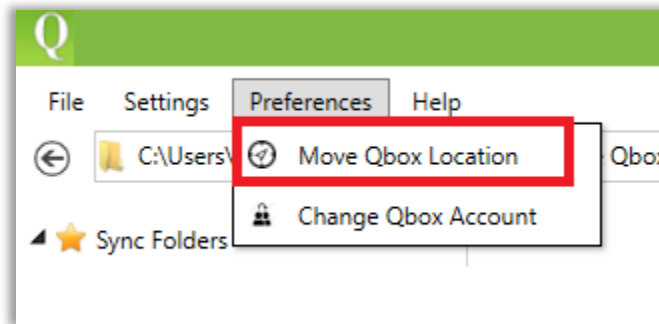 Q
File Settings Preferences Help
C:\Users\ Qbox
Move Qbox Location
Change Qbox Account
Sync Folders